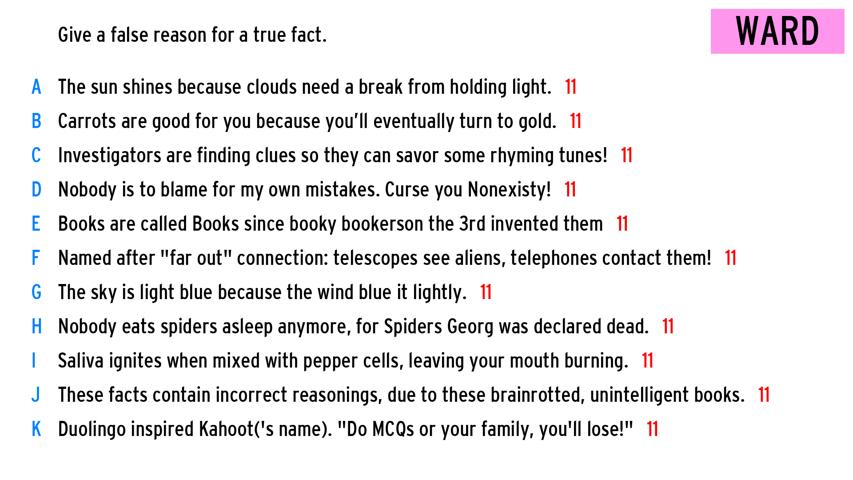 Give a false reason for a true fact.
WARD
A The sun shines because clouds need a break from holding light. 11
B Carrots are good for you because you'll eventually turn to gold. 11
C Investigators are finding clues so they can savor some rhyming tunes! 11
D Nobody is to blame for my own mistakes. Curse you Nonexisty! 11
E Books are called Books since booky bookerson the 3rd invented them 11
F Named after "far out" connection: telescopes see aliens, telephones contact them! 11
G The sky is light blue because the wind blue it lightly. 11
H Nobody eats spiders asleep anymore, for Spiders Georg was declared dead. 11
I Saliva ignites when mixed with pepper cells, leaving your mouth burning. 11
J These facts contain incorrect reasonings, due to these brainrotted, unintelligent books. 11
K Duolingo inspired Kahoot('s name). "Do MCQs or your family, you'll lose!" 11